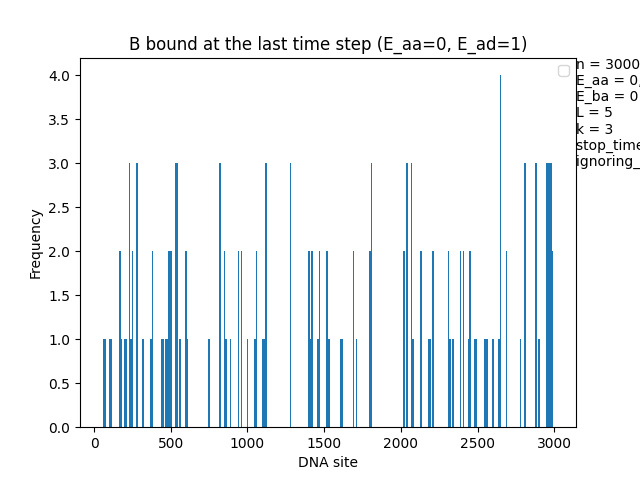 B bound at the last time step (E_aa=0, E_ad=1)
n = 3000
E_aa = 0,
E_ba = 0
L = 5
k = 3
stop_time
ignoring_
Frequency
4.0
3.5
3.0
2.5
2.0
1.5
1.0
0.5
0.0
0 500 1000 1500 2000 2500 3000
DNA site